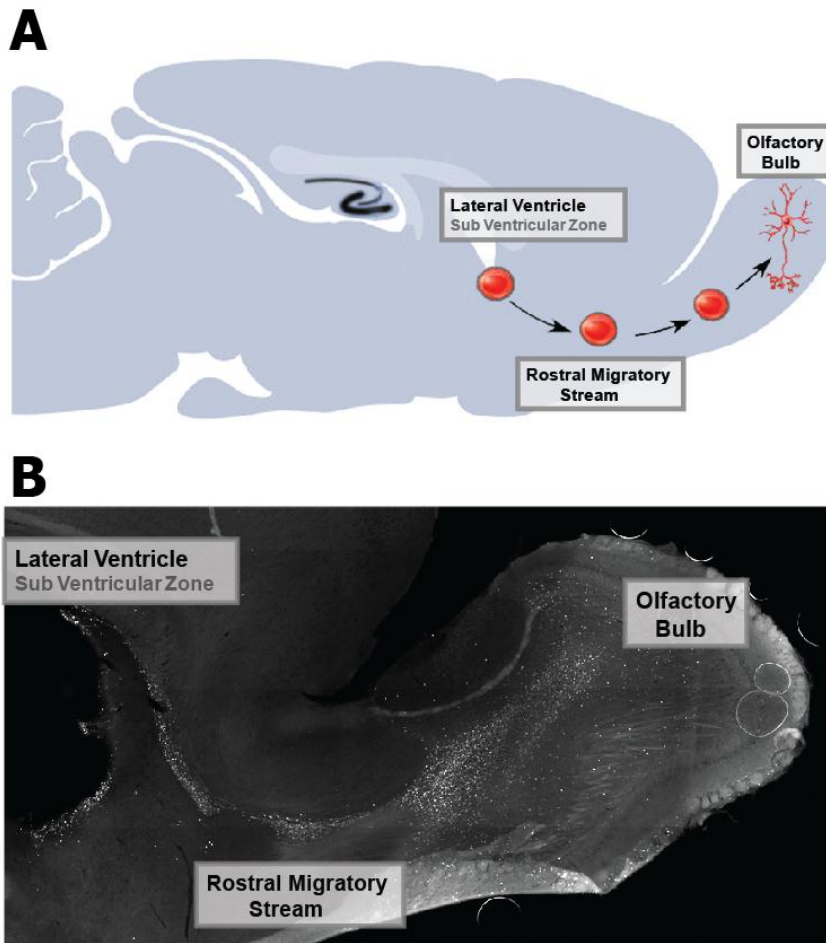 A
Olfactory
Bulb
Lateral Ventricle
Sub Ventricular Zone
Rostral Migratory
Stream
B
Lateral Ventricle
Sub Ventricular Zone
Olfactory
Bulb
Rostral Migratory
Stream